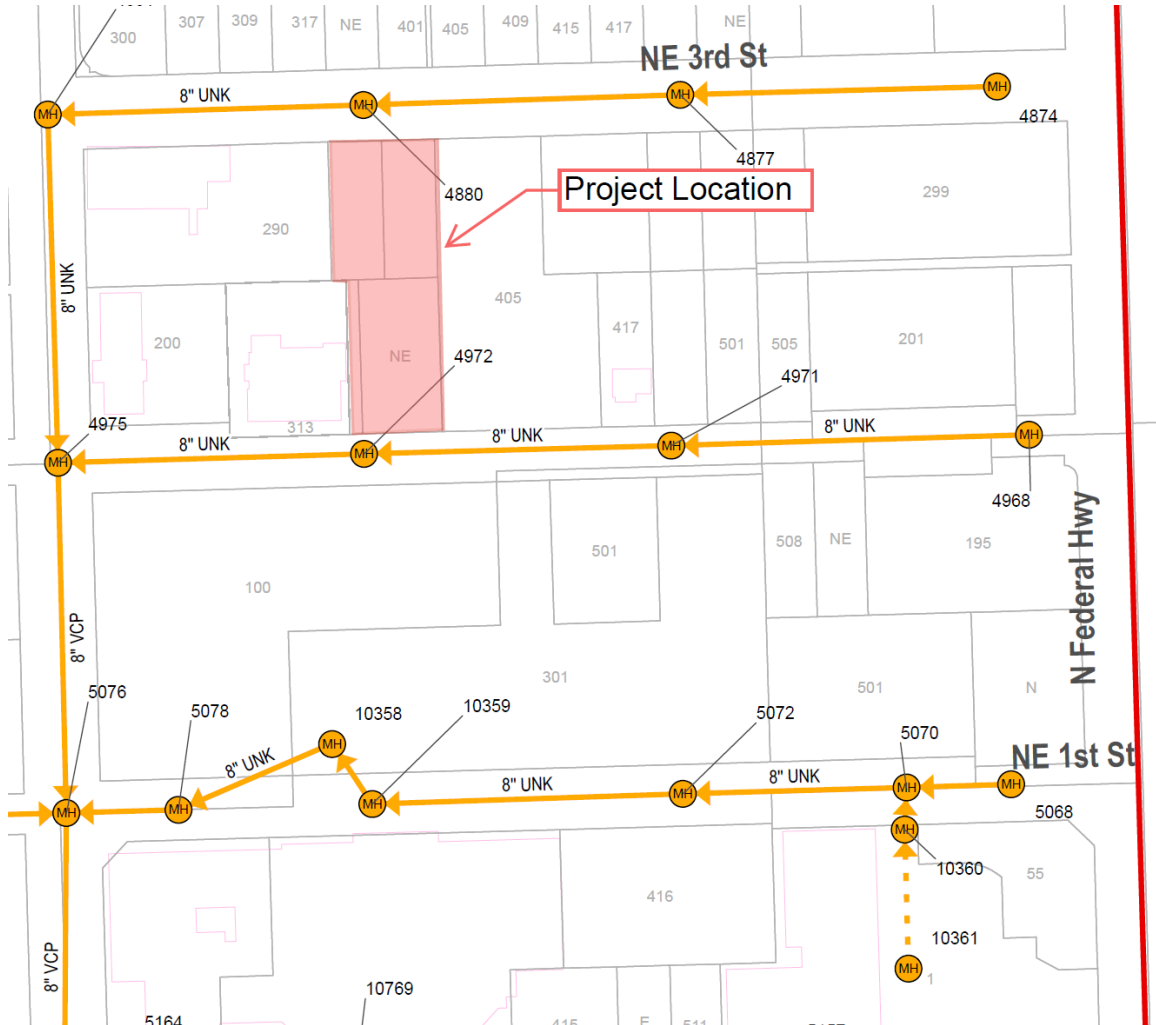 300
307
309
317
NE
401
405
409
415
417
NE
NE 3rd St
8" UNK
MH
MH
MH
MH
4874
4877
4880
Project Location
299
290
8" UNK
405
200
NE
4972
417
501
505
201
4971
4975
313
8" UNK
8" UNK
8" UNK
MH
MH
MH
MH
4968
N Federal Hwy
501
508
NE
195
100
8" VCP
301
501
N
5076
5078
10358
10359
5072
5070
NE 1st St
8" UNK
8" UNK
8" UNK
MH
MH
MH
MH
MH
MH
MH
5068
MH
10360
55
416
10361
MH
1
8" VCP
10769
5164
415
E
511